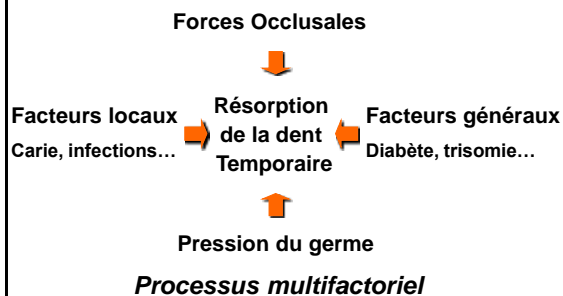 Forces Occlusales
Facteurs locaux
Carie, infections…
Résorption
de la dent
Temporaire
Facteurs généraux
Diabète, trisomie…
Pression du germe
Processus multifactoriel